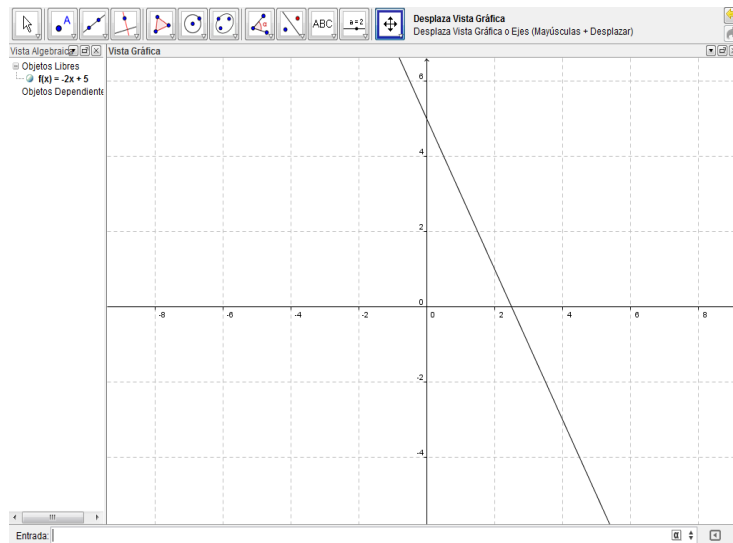 A
ABC
a=2
Desplaza Vista Gráfica
Desplaza Vista Gráfica o Ejes (Mayúsculas + Desplazar)
Vista Algebraic
Vista Gráfica
Objetos Libres
f(x) = -2x + 5
Objetos Dependiente
6
4
2
0
-8 -6 -4 -2 0 2 4 6 8
-2
-4
Entrada:
α